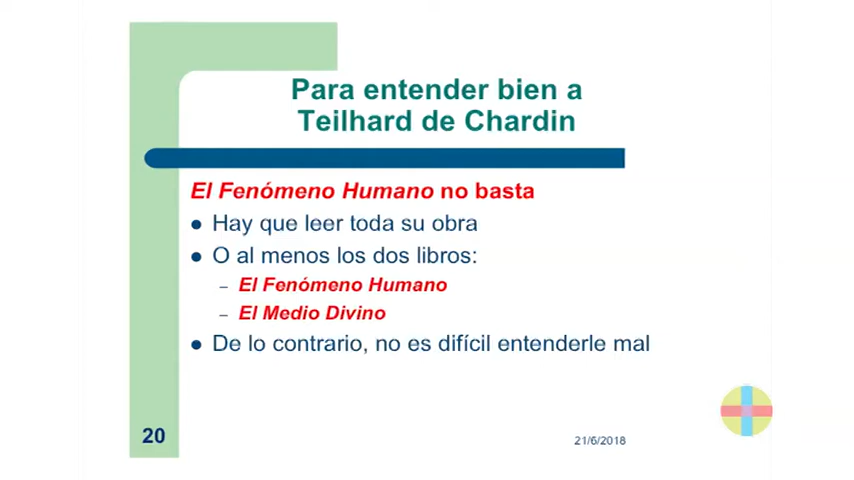 Para entender bien a
Teilhard de Chardin
El Fenómeno Humano no basta
● Hay que leer toda su obra
● O al menos los dos libros:
– El Fenómeno Humano
– El Medio Divino
● De lo contrario, no es difícil entenderle mal
20
21/6/2018